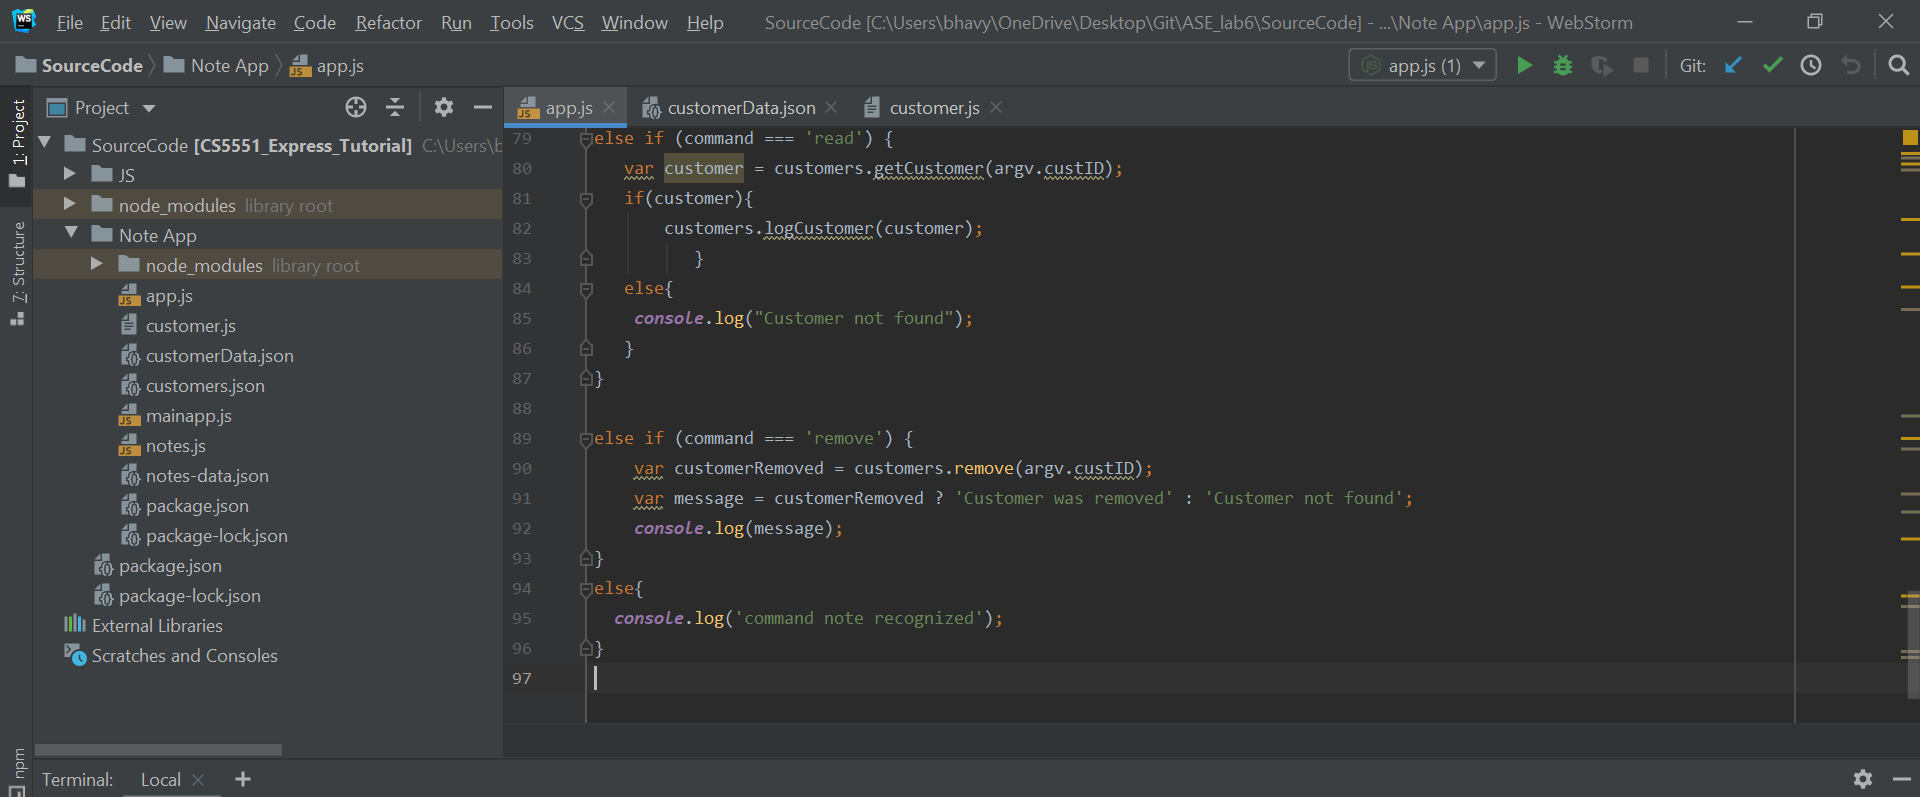 WS File Edit View Navigate Code Refactor Run Tools VCS Window Help SourceCode [C:\Users\bhavy\OneDrive\Desktop\Git\ASE_lab6\SourceCode] - ...\Note App\app.js - WebStorm
SourceCode Note App JS app.js JS app.js (1) Git:
1: Project
7: Structure
npm
Project
SourceCode [CS5551_Express_Tutorial] C:\Users\b
JS
node_modules library root
Note App
node_modules library root
JS app.js
customer.js
customerData.json
customers.json
JS mainapp.js
JS notes.js
notes-data.json
package.json
package-lock.json
package.json
package-lock.json
External Libraries
Scratches and Consoles
JS app.js customerData.json customer.js
79 else if (command === 'read') {
80 var customer = customers.getCustomer(argv.custID);
81 if(customer){
82 customers.logCustomer(customer);
83 }
84 else{
85 console.log("Customer not found");
86 }
87 }
88
89 else if (command === 'remove') {
90 var customerRemoved = customers.remove(argv.custID);
91 var message = customerRemoved ? 'Customer was removed' : 'Customer not found';
92 console.log(message);
93 }
94 else{
95 console.log('command note recognized');
96 }
97
Terminal: Local +